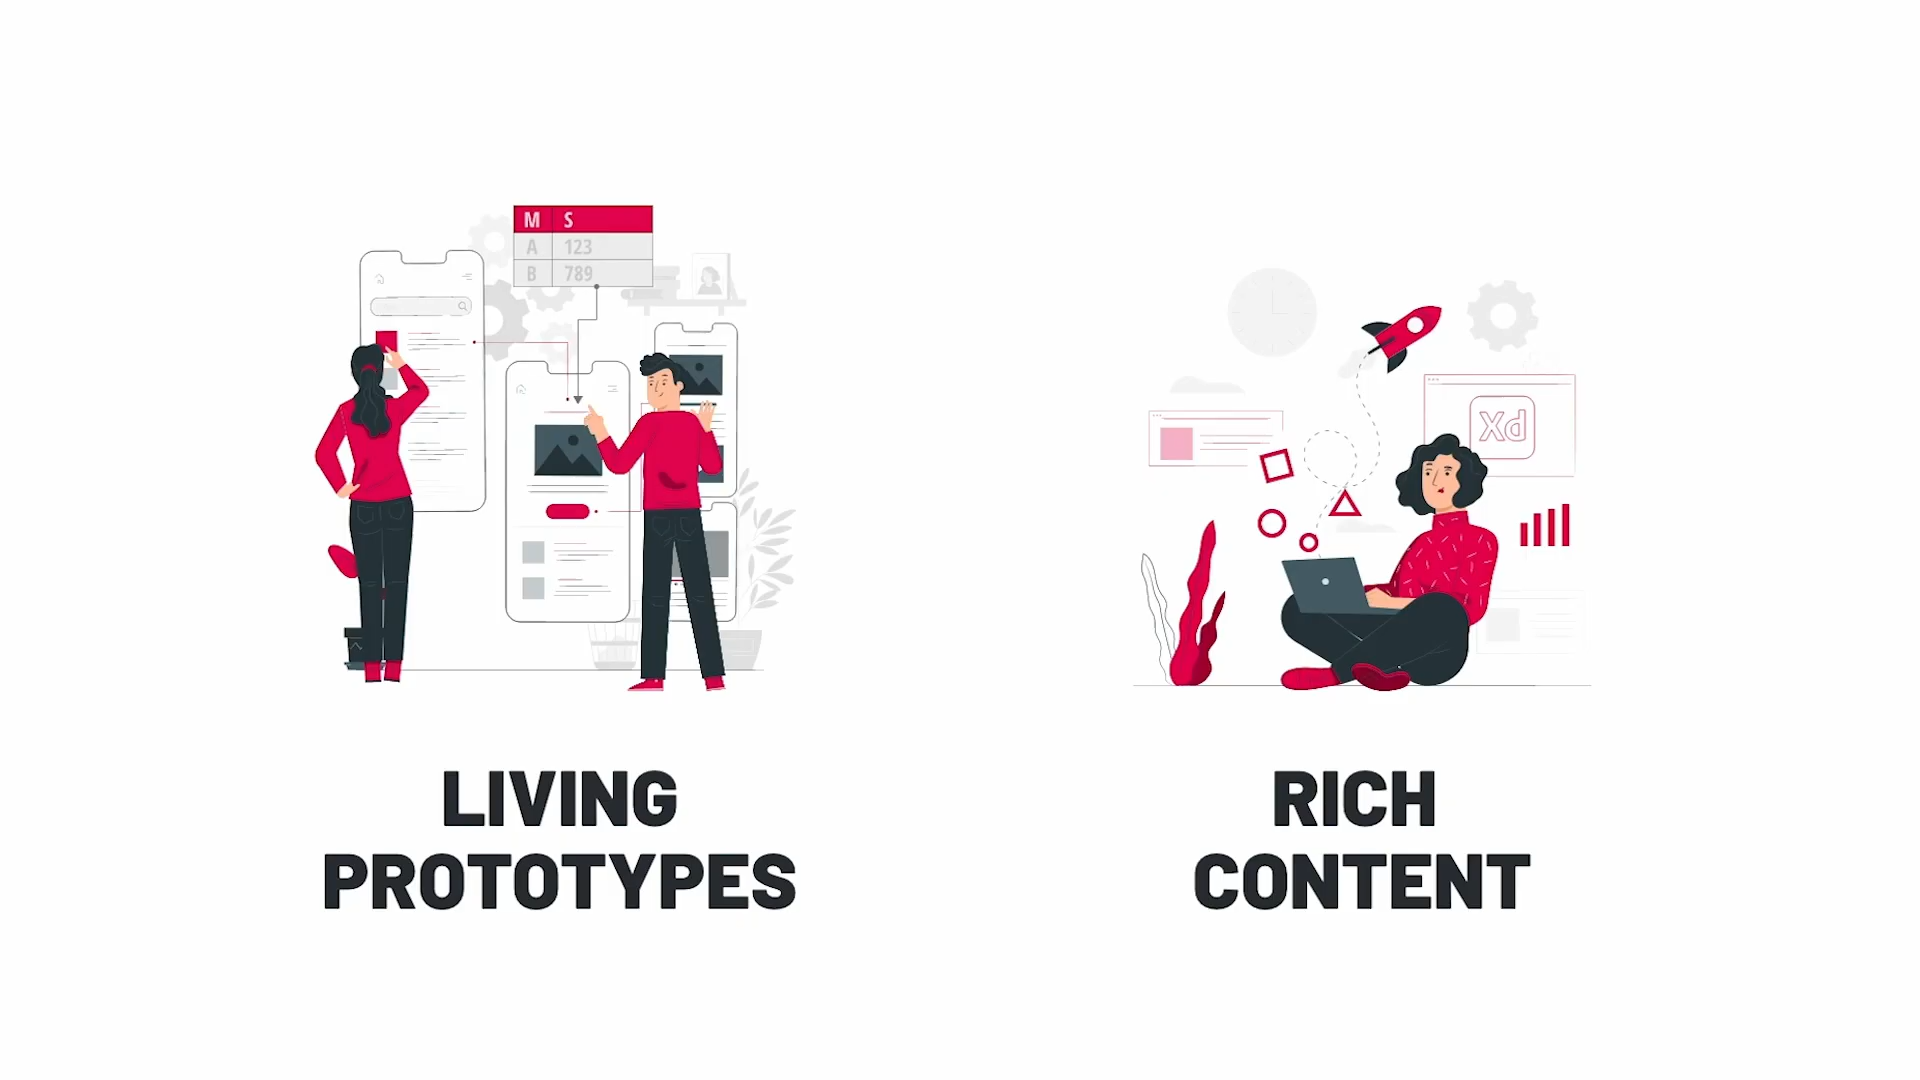 M S
A 123
B 789
Xd
LIVING
PROTOTYPES
RICH
CONTENT